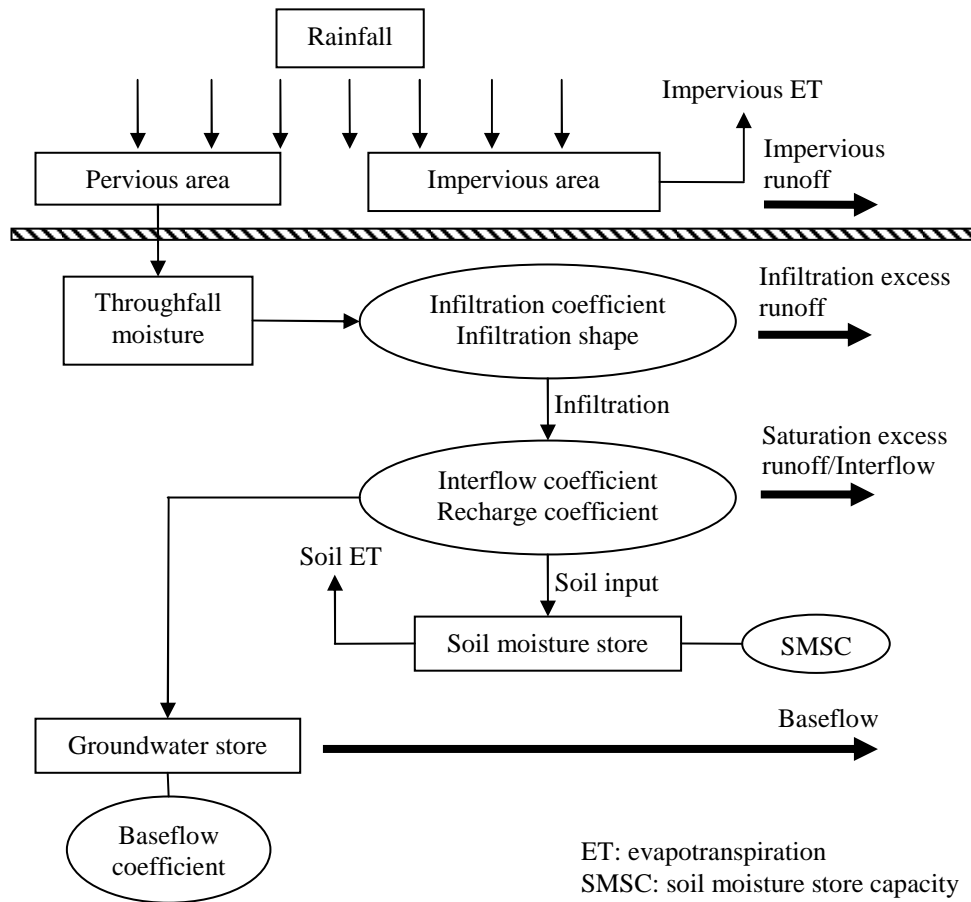 Rainfall
Impervious ET
Impervious
runoff
Pervious area
Impervious area
Infiltration excess
runoff
Throughfall
moisture
Infiltration coefficient
Infiltration shape
Infiltration
Saturation excess
runoff/Interflow
Interflow coefficient
Recharge coefficient
Soil ET
Soil input
Soil moisture store
SMSC
Baseflow
Groundwater store
Baseflow
coefficient
ET: evapotranspiration
SMSC: soil moisture store capacity